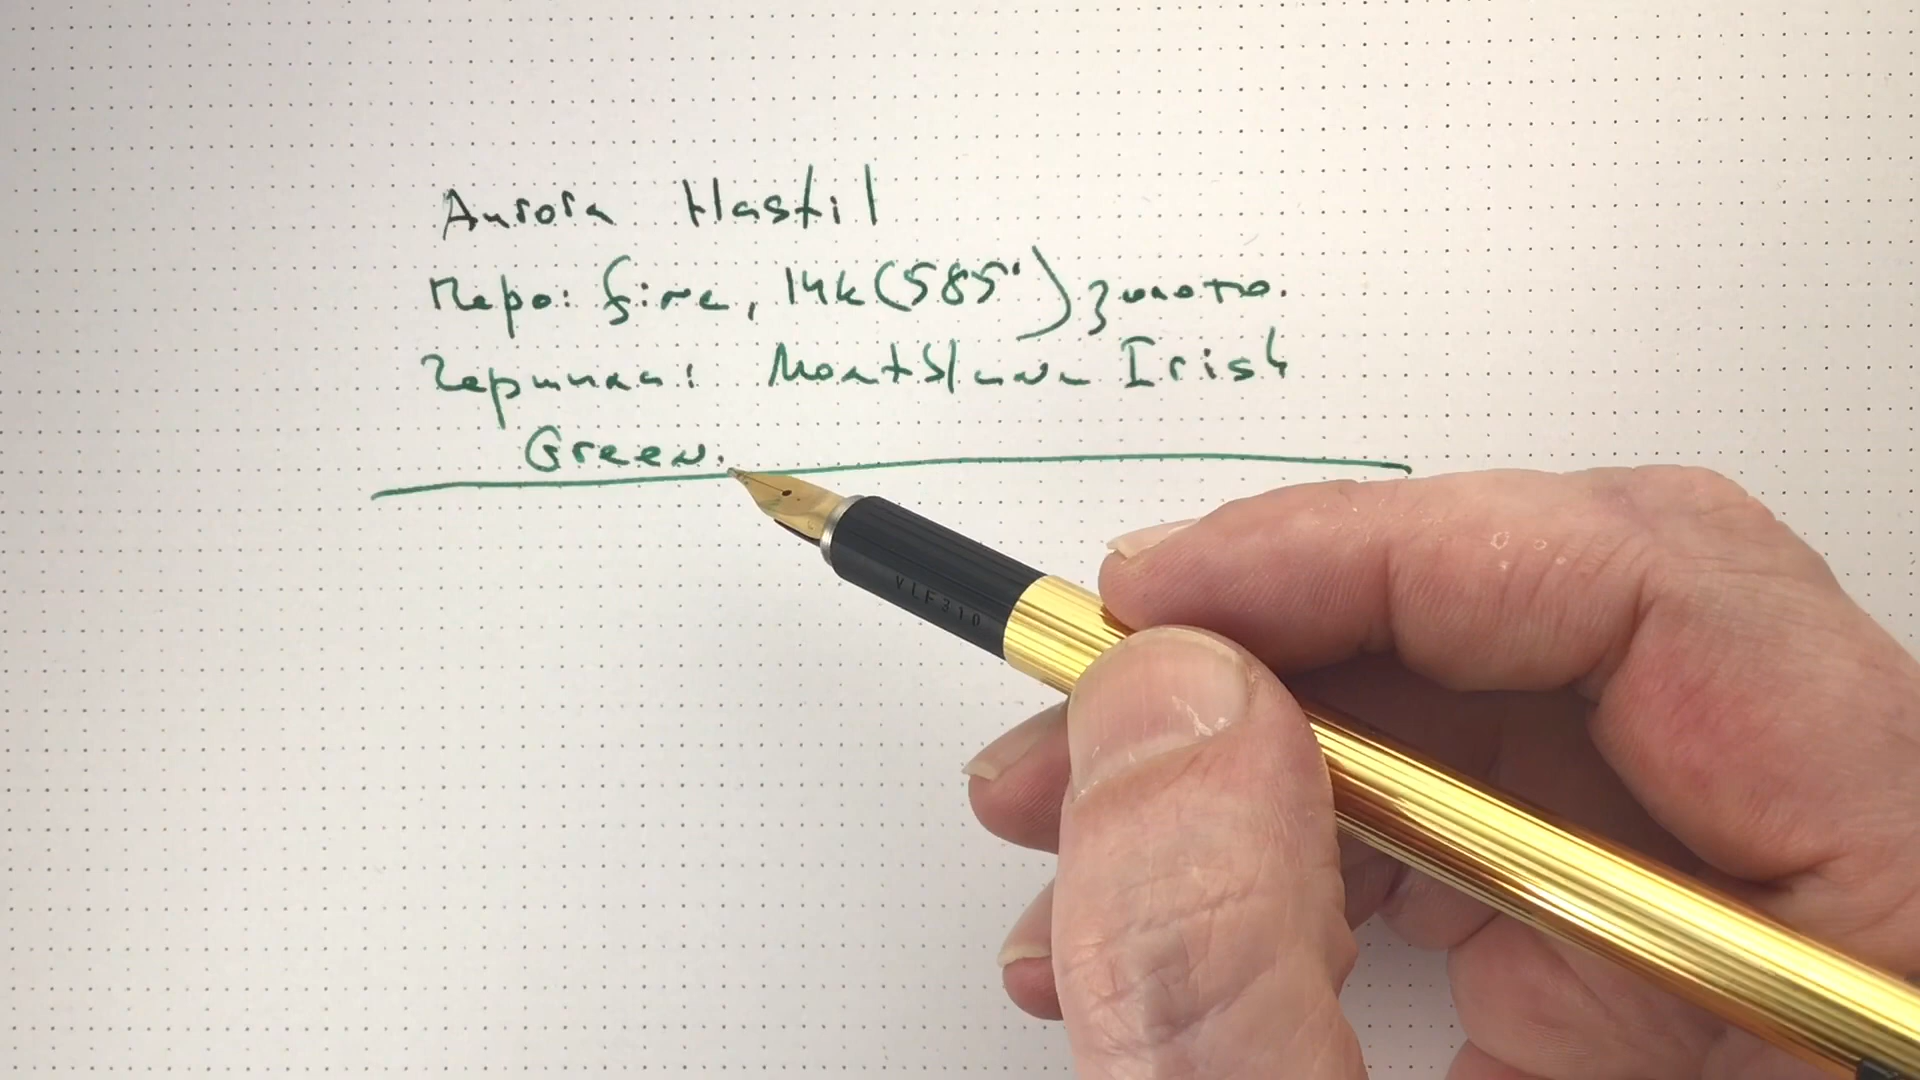 Aurora Hastil
Перо: fine, 14k (585°) золото.
Чернила: Montblanc Irish
Green.
VLF310